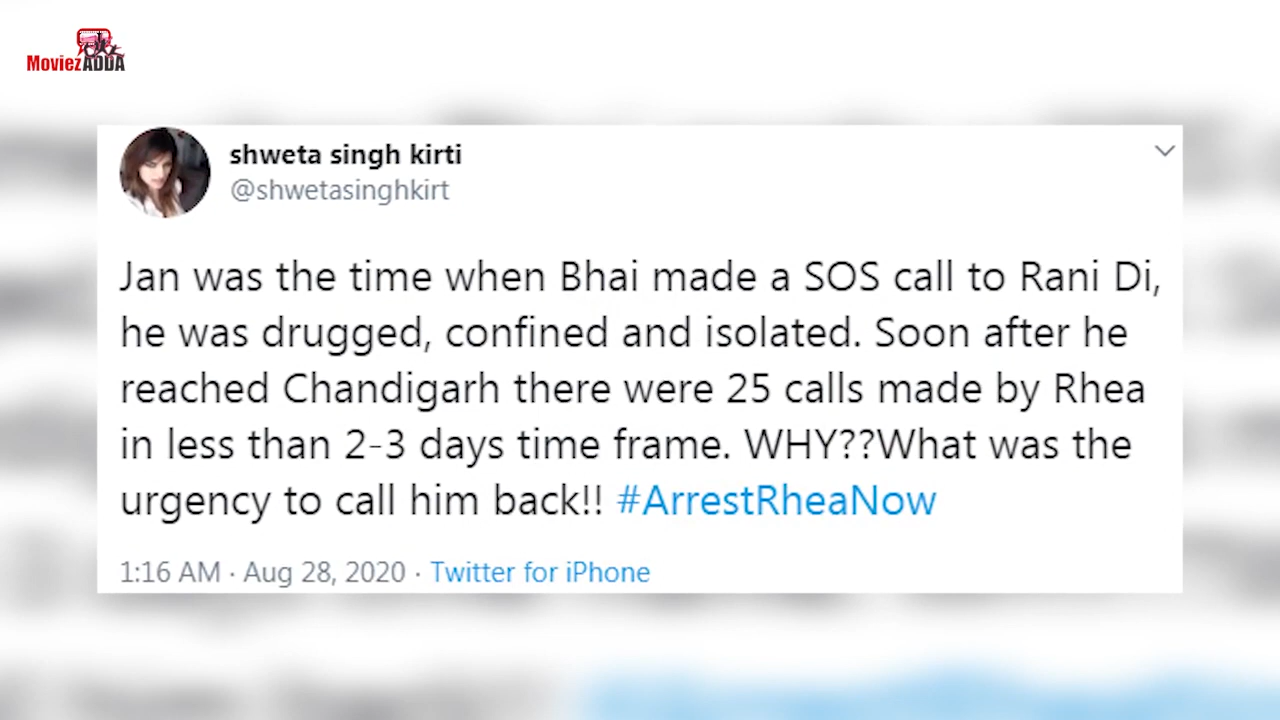 MoviezADDA
shweta singh kirti
@shwetasinghkirt
Jan was the time when Bhai made a SOS call to Rani Di,
he was drugged, confined and isolated. Soon after he
reached Chandigarh there were 25 calls made by Rhea
in less than 2-3 days time frame. WHY??What was the
urgency to call him back!! #ArrestRheaNow
1:16 AM · Aug 28, 2020 · Twitter for iPhone